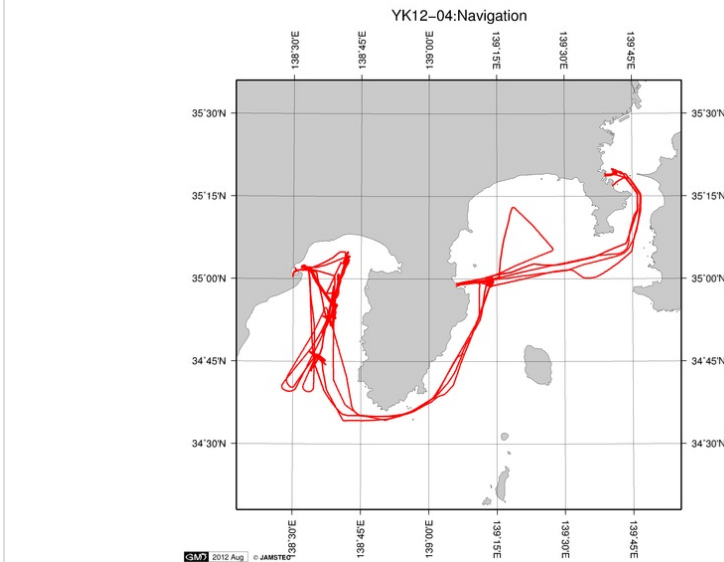 YK12−04:Navigation
138˚30'E 138˚45'E 139˚00'E 139˚15'E 139˚30'E 139˚45'E
35˚30'N 35˚30'N
35˚15'N 35˚15'N
35˚00'N 35˚00'N
34˚45'N 34˚45'N
34˚30'N 34˚30'N
138˚30'E 138˚45'E 139˚00'E 139˚15'E 139˚30'E 139˚45'E
GMT 2012 Aug © JAMSTEC